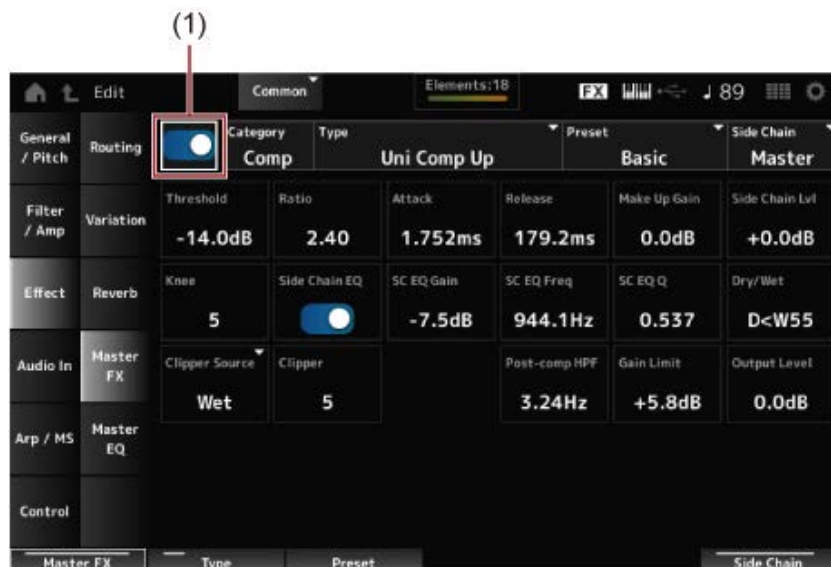 (1)
Edit Common Elements:18 FX 89
General / Pitch Routing Category Comp Type Uni Comp Up Preset Basic Side Chain Master
Filter / Amp Variation Threshold -14.0dB Ratio 2.40 Attack 1.752ms Release 179.2ms Make Up Gain 0.0dB Side Chain Lvl +0.0dB
Effect Reverb Knee 5 Side Chain EQ SC EQ Gain -7.5dB SC EQ Freq 944.1Hz SC EQ Q 0.537 Dry/Wet D<W55
Audio In Master FX Clipper Source Wet Clipper 5 Post-comp HPF 3.24Hz Gain Limit +5.8dB Output Level 0.0dB
Arp / MS Master EQ
Control
Master FX Type Preset Side Chain